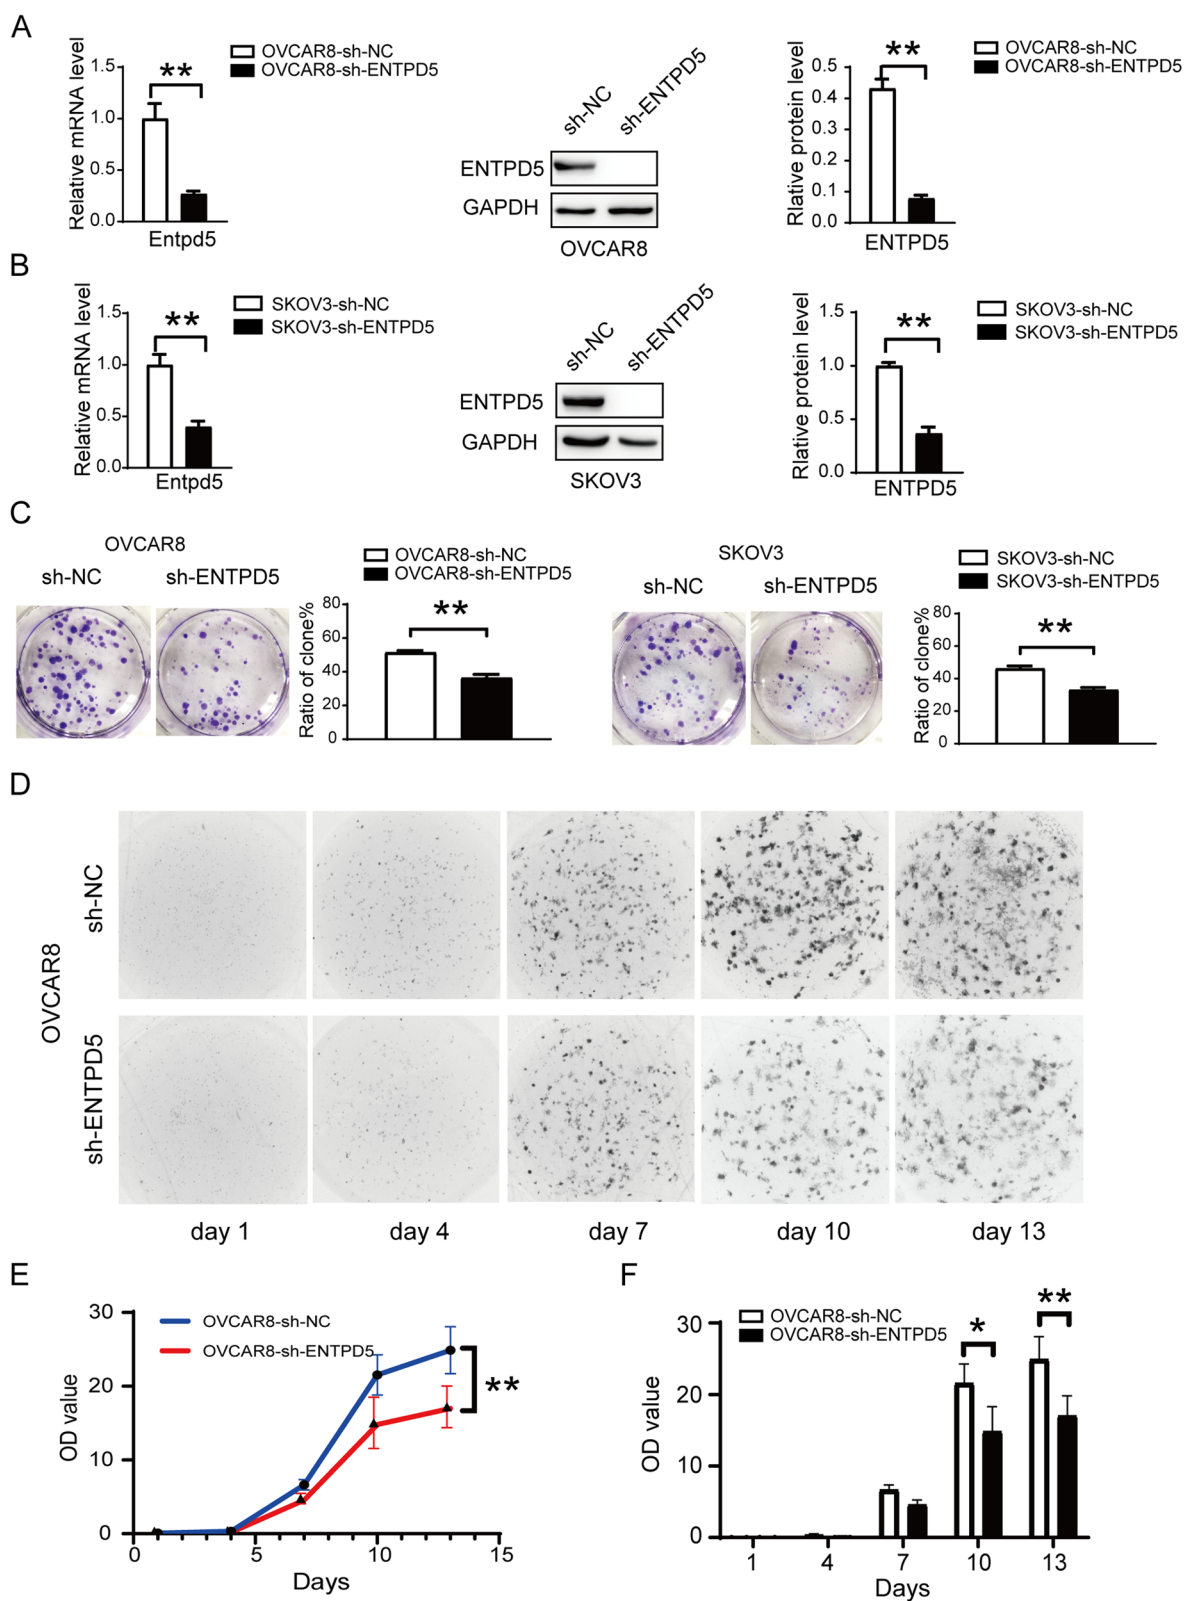 A
OVCAR8-sh-NC
OVCAR8-sh-ENTPD5
Relative mRNA level
1.5
1.0
0.5
0.0
**
Entpd5
sh-NC
sh-ENTPD5
ENTPD5
GAPDH
OVCAR8
OVCAR8-sh-NC
OVCAR8-sh-ENTPD5
Rlative protein level
0.5
0.4
0.3
0.2
0.1
0.0
**
ENTPD5
B
SKOV3-sh-NC
SKOV3-sh-ENTPD5
Relative mRNA level
1.5
1.0
0.5
0.0
**
Entpd5
sh-NC
sh-ENTPD5
ENTPD5
GAPDH
SKOV3
SKOV3-sh-NC
SKOV3-sh-ENTPD5
Rlative protein level
1.5
1.0
0.5
0.0
**
ENTPD5
C
OVCAR8
sh-NC
sh-ENTPD5
OVCAR8-sh-NC
OVCAR8-sh-ENTPD5
Ratio of clone%
80
60
40
20
0
**
SKOV3
sh-NC
sh-ENTPD5
SKOV3-sh-NC
SKOV3-sh-ENTPD5
Ratio of clone%
80
60
40
20
0
**
D
OVCAR8
sh-NC
sh-ENTPD5
day 1
day 4
day 7
day 10
day 13
E
OVCAR8-sh-NC
OVCAR8-sh-ENTPD5
OD value
30
20
10
0
**
0
5
10
15
Days
F
OVCAR8-sh-NC
OVCAR8-sh-ENTPD5
OD value
30
20
10
0
*
**
1
4
7
10
13
Days